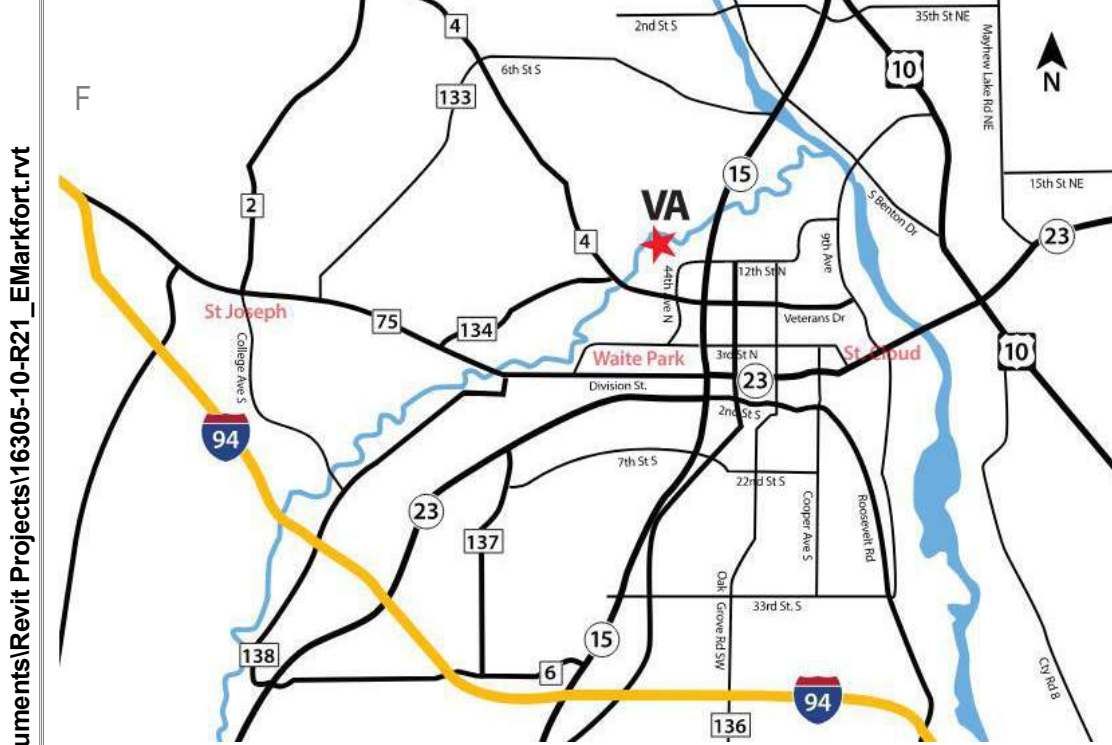 uments\Revit Projects\16305-10-R21_EMarkfort.rvt
F
4
2nd St S
35th St NE
Mayhew Lake Rd NE
10
N
6th St S
133
15
15th St NE
2
VA
S Benton Dr
23
4
9th Ave
44th Ave N
12th St N
St Joseph
75
134
Veterans Dr
College Ave S
Waite Park
3rd St N
St. Cloud
10
23
Division St.
2nd St S
94
7th St S
22nd St S
23
Cooper Ave S
Roosevelt Rd
137
Oak Grove Rd SW
33rd St. S
15
138
6
Cty Rd 8
94
136